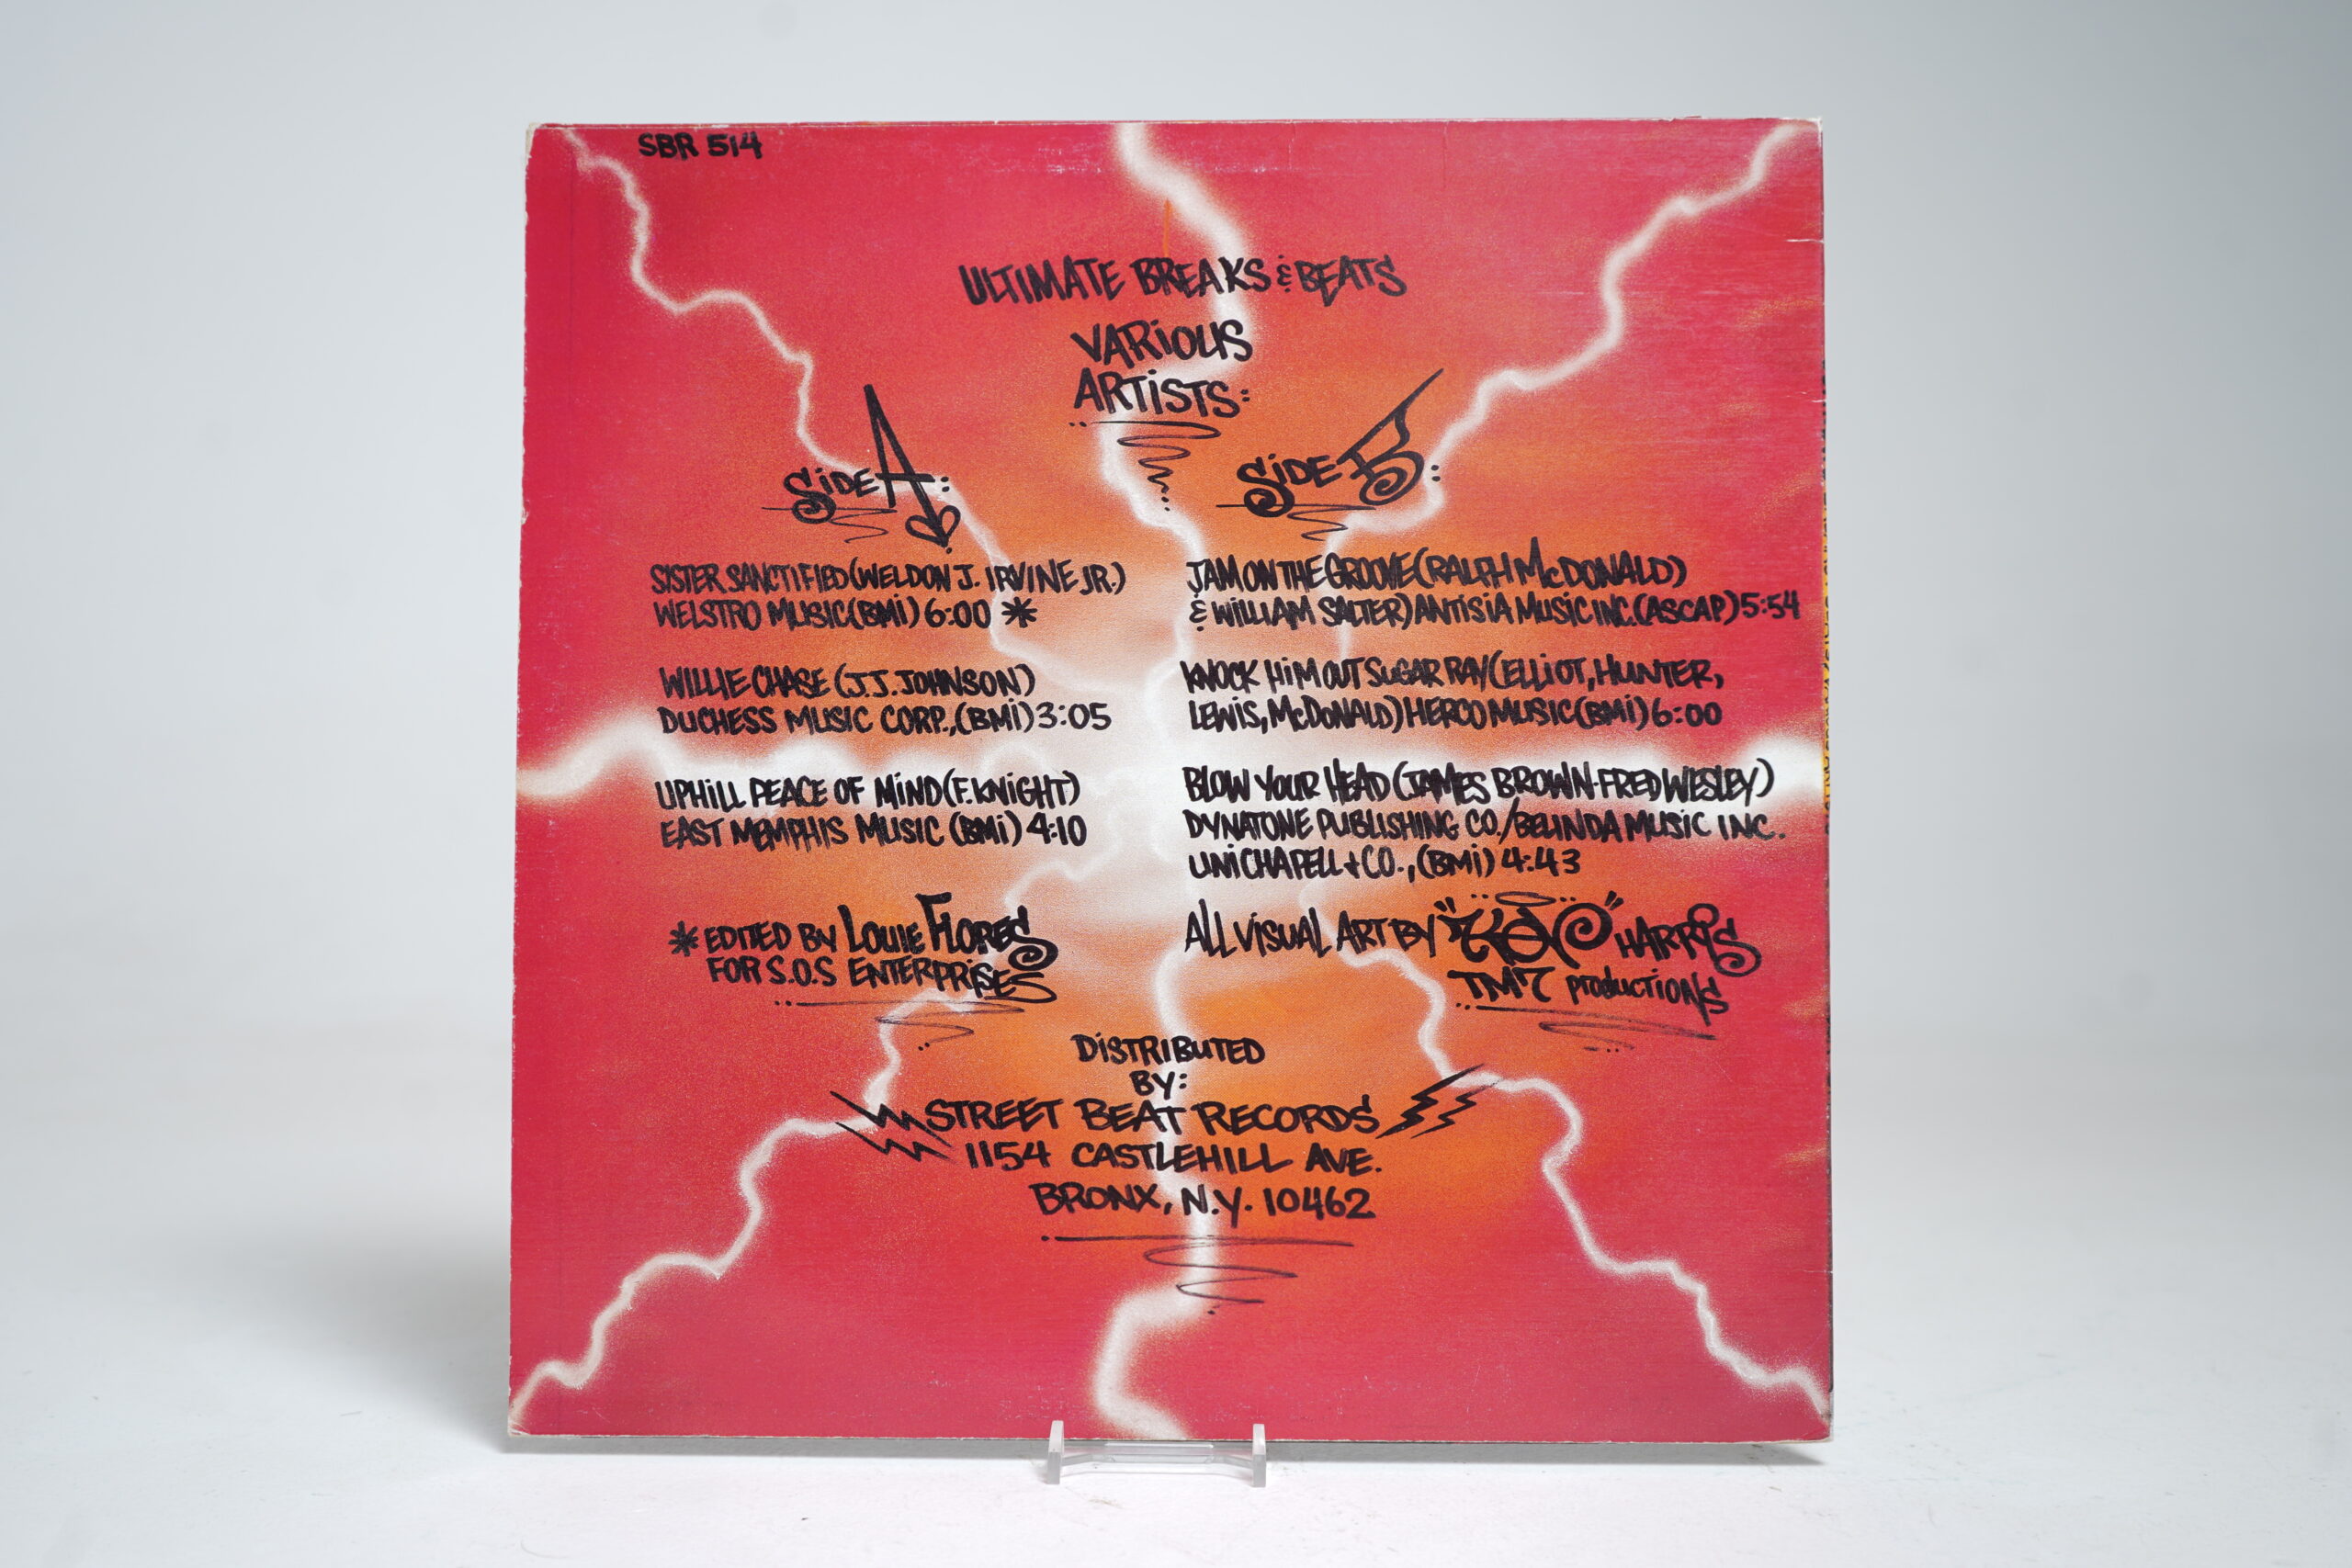 SBR 514
ULTIMATE BREAKS & BEATS
VARIOUS
ARTISTS:
SIDE A:
SISTER SANCTIFIED (WELDON J. IRVINE JR.)
WELSTRO MUSIC (BMi) 6:00 *
WILLIE CHASE (J.J. JOHNSON)
DUCHESS MUSIC CORP., (BMi) 3:05
UPHiLL PEACE OF MiND (F. KNiGHT)
EAST MEMPHIS MUSIC (BMi) 4:10
* EDITED BY LOUIE FLORES
FOR S.O.S ENTERPRiSES
SiDE B:
JAM ON THE GROOVE (RALPH McDONALD)
& WILLIAM SALTER) ANTiSiA MUSiC INC. (ASCAP) 5:54
KNOCK HiM OUT SUGAR RAY (ELLiOT, HUNTER,
LEWiS, McDONALD) HERCO MUSIC (BMi) 6:00
BLOW YOUR HEAD (JAMES BROWN-FRED WESLEY)
DYNATONE PUBLISHING CO./BELINDA MUSIC INC.
UNiCHAPELL + CO., (BMi) 4:43
ALL ViSUAL ART BY "KEV" HARRiS
TM7 productioNs
DiSTRIBUTED
BY:
STREET BEAT RECORDS
1154 CASTLEHILL AVE.
BRONX, N.Y. 10462